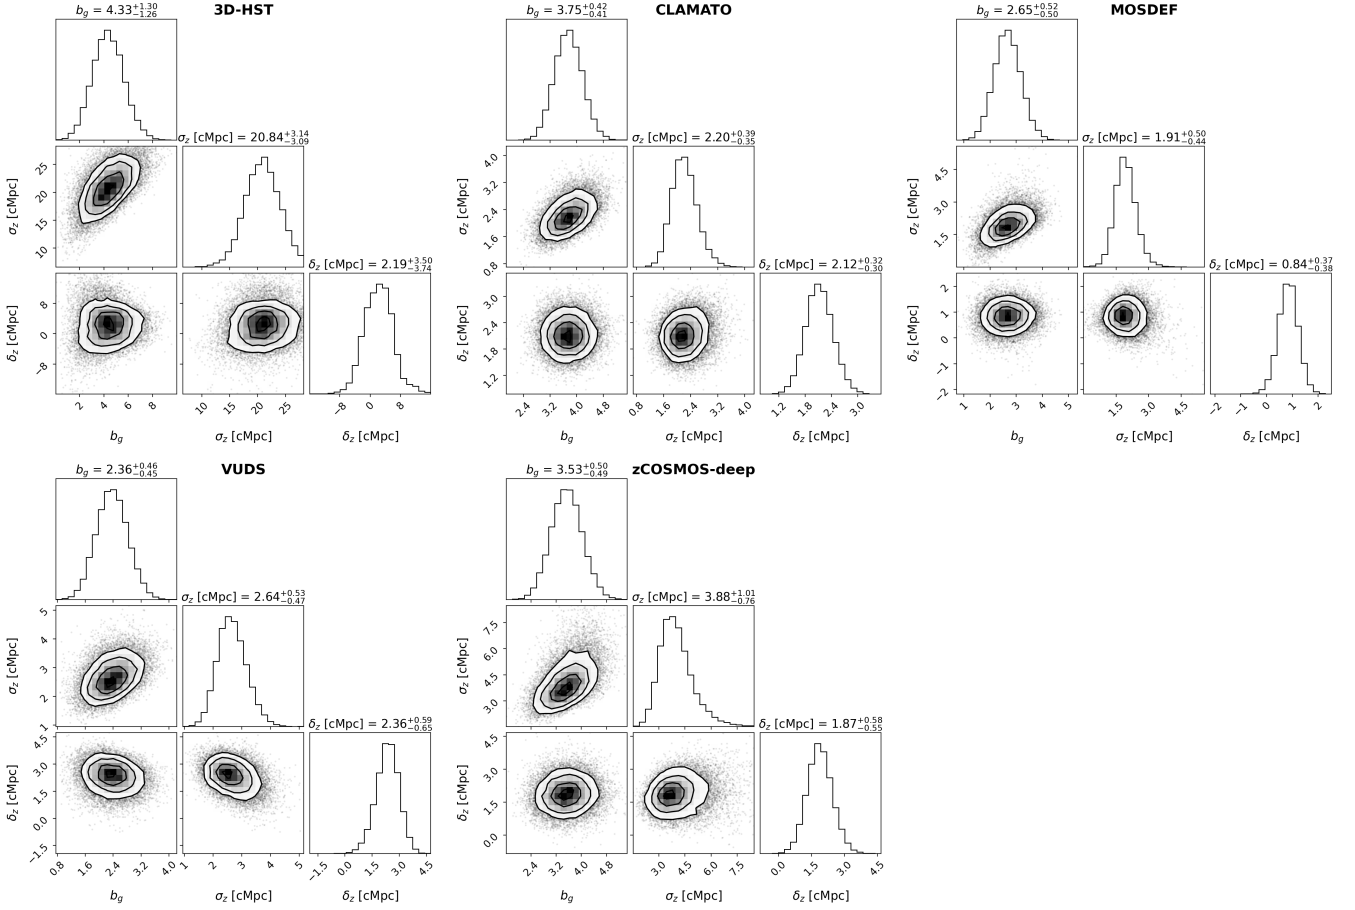 3D-HST
b_g = 4.33^{+1.30}_{-1.26}
σ_z [cMpc] = 20.84^{+3.14}_{-3.09}
25
20
15
10
σ_z [cMpc]
δ_z [cMpc] = 2.19^{+3.50}_{-3.74}
8
0
−8
δ_z [cMpc]
2 4 6 8
b_g
10 15 20 25
σ_z [cMpc]
−8 0 8
δ_z [cMpc]
CLAMATO
b_g = 3.75^{+0.42}_{-0.41}
σ_z [cMpc] = 2.20^{+0.39}_{-0.35}
4.0
3.2
2.4
1.6
0.8
σ_z [cMpc]
δ_z [cMpc] = 2.12^{+0.32}_{-0.30}
3.0
2.4
1.8
1.2
δ_z [cMpc]
2.4 3.2 4.0 4.8
b_g
0.8 1.6 2.4 3.2 4.0
σ_z [cMpc]
1.2 1.8 2.4 3.0
δ_z [cMpc]
MOSDEF
b_g = 2.65^{+0.52}_{-0.50}
σ_z [cMpc] = 1.91^{+0.50}_{-0.44}
4.5
3.0
1.5
σ_z [cMpc]
δ_z [cMpc] = 0.84^{+0.37}_{-0.38}
2
1
0
−1
−2
δ_z [cMpc]
1 2 3 4 5
b_g
1.5 3.0 4.5
σ_z [cMpc]
−2 −1 0 1 2
δ_z [cMpc]
VUDS
b_g = 2.36^{+0.46}_{-0.45}
σ_z [cMpc] = 2.64^{+0.53}_{-0.47}
5
4
3
2
1
σ_z [cMpc]
δ_z [cMpc] = 2.36^{+0.59}_{-0.65}
4.5
3.0
1.5
0.0
−1.5
δ_z [cMpc]
0.8 1.6 2.4 3.2 4.0
b_g
1 2 3 4 5
σ_z [cMpc]
−1.5 0.0 1.5 3.0 4.5
δ_z [cMpc]
zCOSMOS-deep
b_g = 3.53^{+0.50}_{-0.49}
σ_z [cMpc] = 3.88^{+1.01}_{-0.76}
7.5
6.0
4.5
3.0
σ_z [cMpc]
δ_z [cMpc] = 1.87^{+0.58}_{-0.55}
4.5
3.0
1.5
0.0
δ_z [cMpc]
2.4 3.2 4.0 4.8
b_g
3.0 4.5 6.0 7.5
σ_z [cMpc]
0.0 1.5 3.0 4.5
δ_z [cMpc]